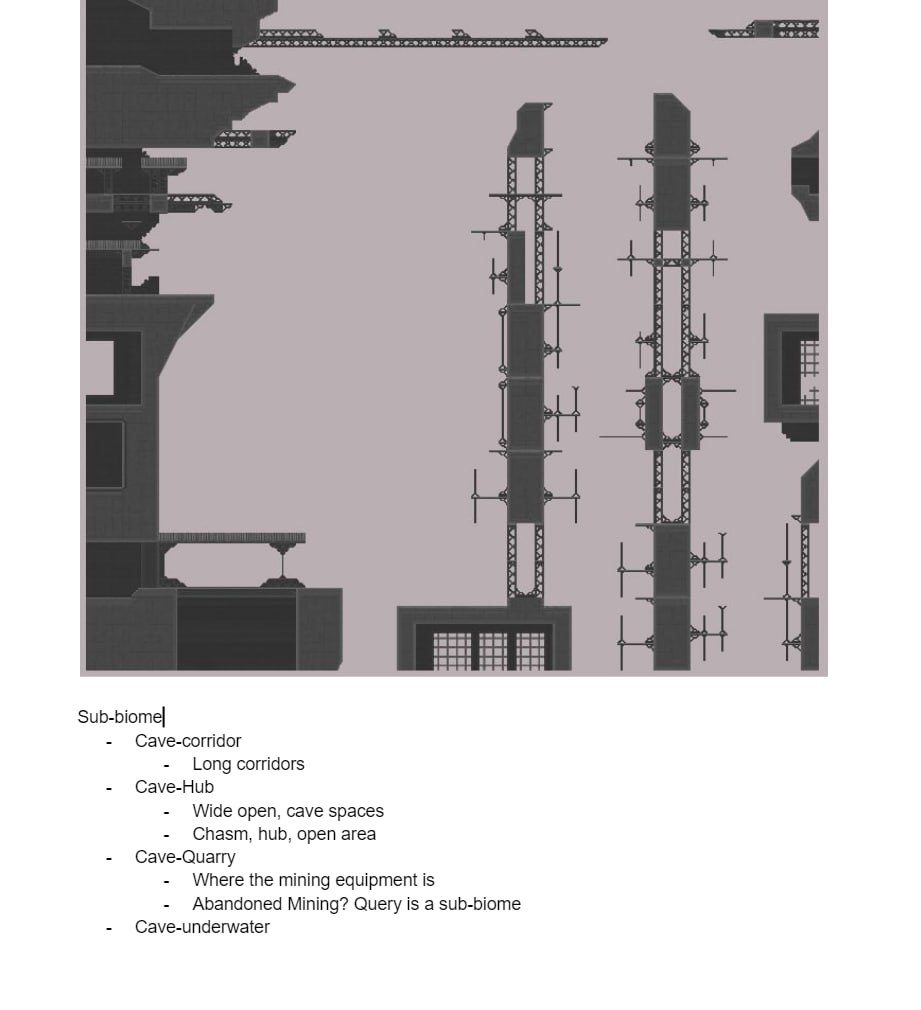 Sub-biome
- Cave-corridor
- Long corridors
- Cave-Hub
- Wide open, cave spaces
- Chasm, hub, open area
- Cave-Quarry
- Where the mining equipment is
- Abandoned Mining? Query is a sub-biome
- Cave-underwater